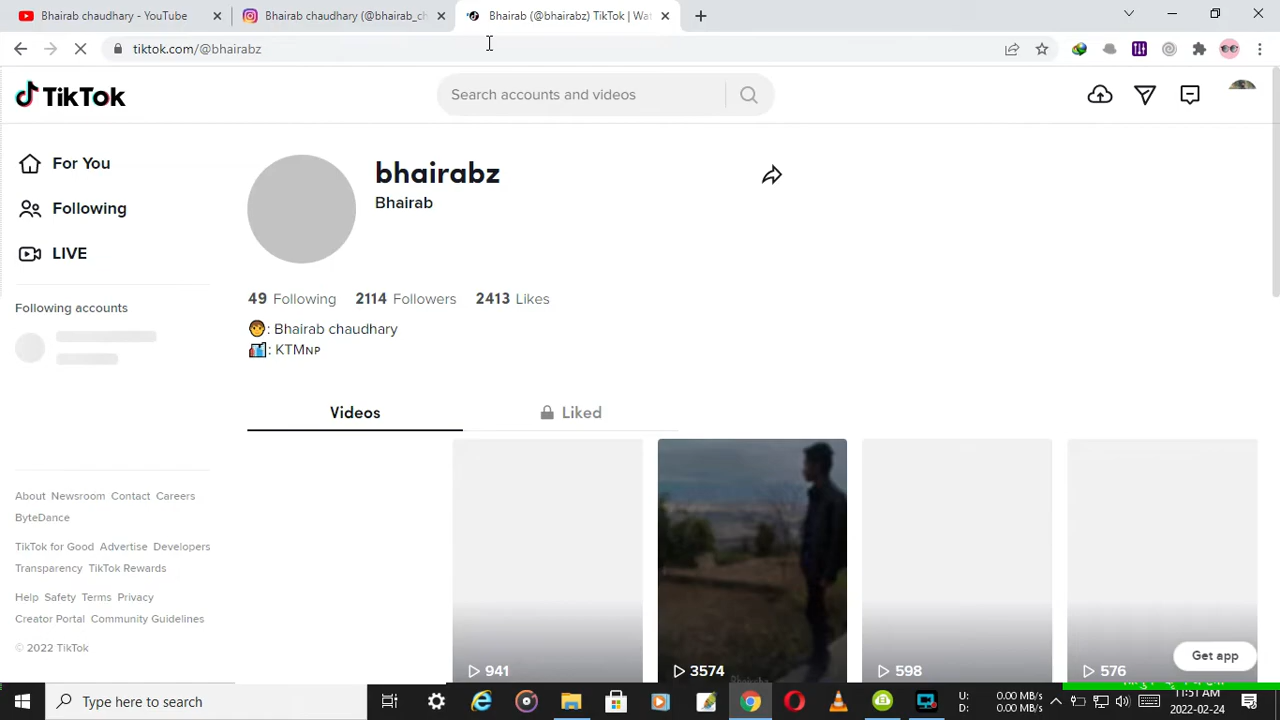 Bhairab chaudhary - YouTube
Bhairab chaudhary (@bhairab_ch
Bhairab (@bhairabz) TikTok | Wat
tiktok.com/@bhairabz
TikTok
Search accounts and videos
For You
Following
LIVE
Following accounts
bhairabz
Bhairab
49 Following 2114 Followers 2413 Likes
: Bhairab chaudhary
: KTMɴᴘ
Videos
Liked
941
3574
598
576
About Newsroom Contact Careers
ByteDance
TikTok for Good Advertise Developers
Transparency TikTok Rewards
Help Safety Terms Privacy
Creator Portal Community Guidelines
© 2022 TikTok
Get app
Type here to search
U: 0.00 MB/s
D: 0.00 MB/s
11:51 AM
2022-02-24